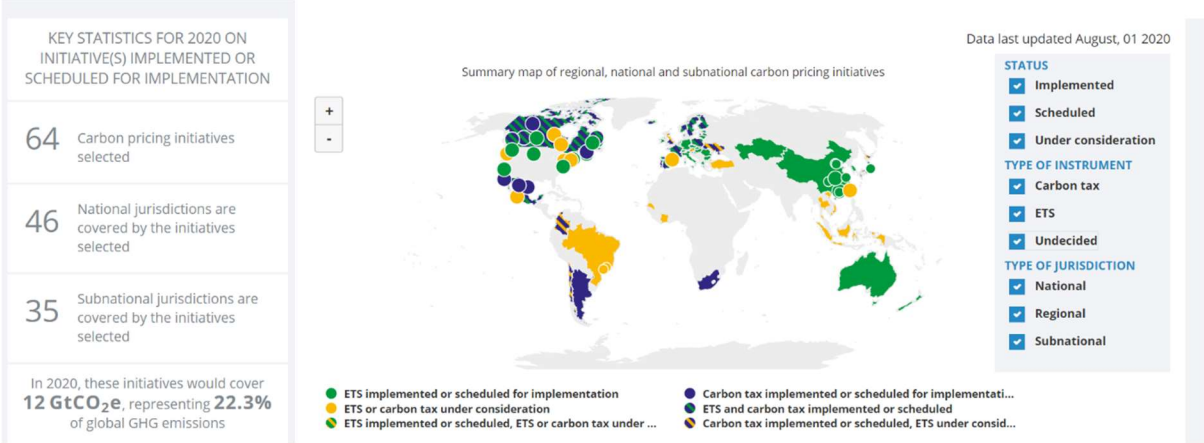 KEY STATISTICS FOR 2020 ON
INITIATIVE(S) IMPLEMENTED OR
SCHEDULED FOR IMPLEMENTATION
64
Carbon pricing initiatives
selected
46
National jurisdictions are
covered by the initiatives
selected
35
Subnational jurisdictions are
covered by the initiatives
selected
In 2020, these initiatives would cover
12 GtCO₂e, representing 22.3%
of global GHG emissions
Data last updated August, 01 2020
Summary map of regional, national and subnational carbon pricing initiatives
+
-
STATUS
Implemented
Scheduled
Under consideration
TYPE OF INSTRUMENT
Carbon tax
ETS
Undecided
TYPE OF JURISDICTION
National
Regional
Subnational
ETS implemented or scheduled for implementation
ETS or carbon tax under consideration
ETS implemented or scheduled, ETS or carbon tax under ...
Carbon tax implemented or scheduled for implementati...
ETS and carbon tax implemented or scheduled
Carbon tax implemented or scheduled, ETS under consid...